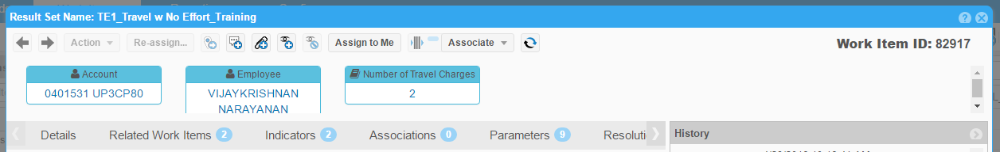 Result Set Name: TE1_Travel w No Effort_Training
Action Re-assign... Assign to Me Associate Work Item ID: 82917
Account Employee Number of Travel Charges
0401531 UP3CP80 VIJAYKRISHNAN 2
NARAYANAN
Details Related Work Items 2 Indicators 2 Associations 0 Parameters 9 Resoluti History